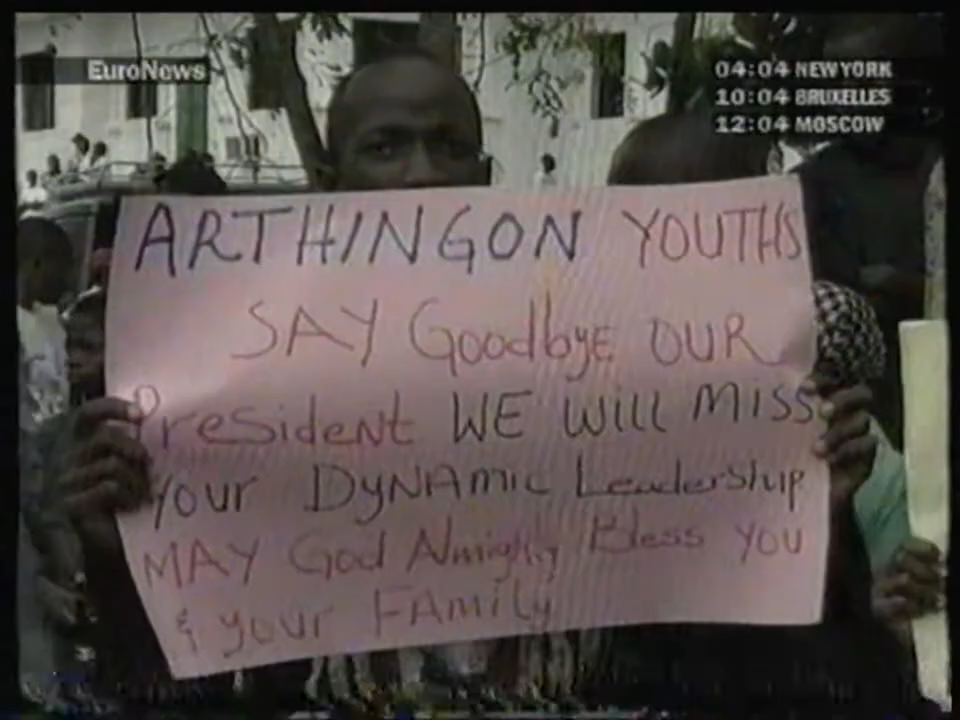 EuroNews
04:04 NEW YORK
10:04 BRUXELLES
12:04 MOSCOW
ARTHINGON YOUTHS
SAY GoodbyE OUR
PresidenT WE WiLL MISS
your DyNAmic Leadership
MAY God Almighty Bless YOU
& your FAmily